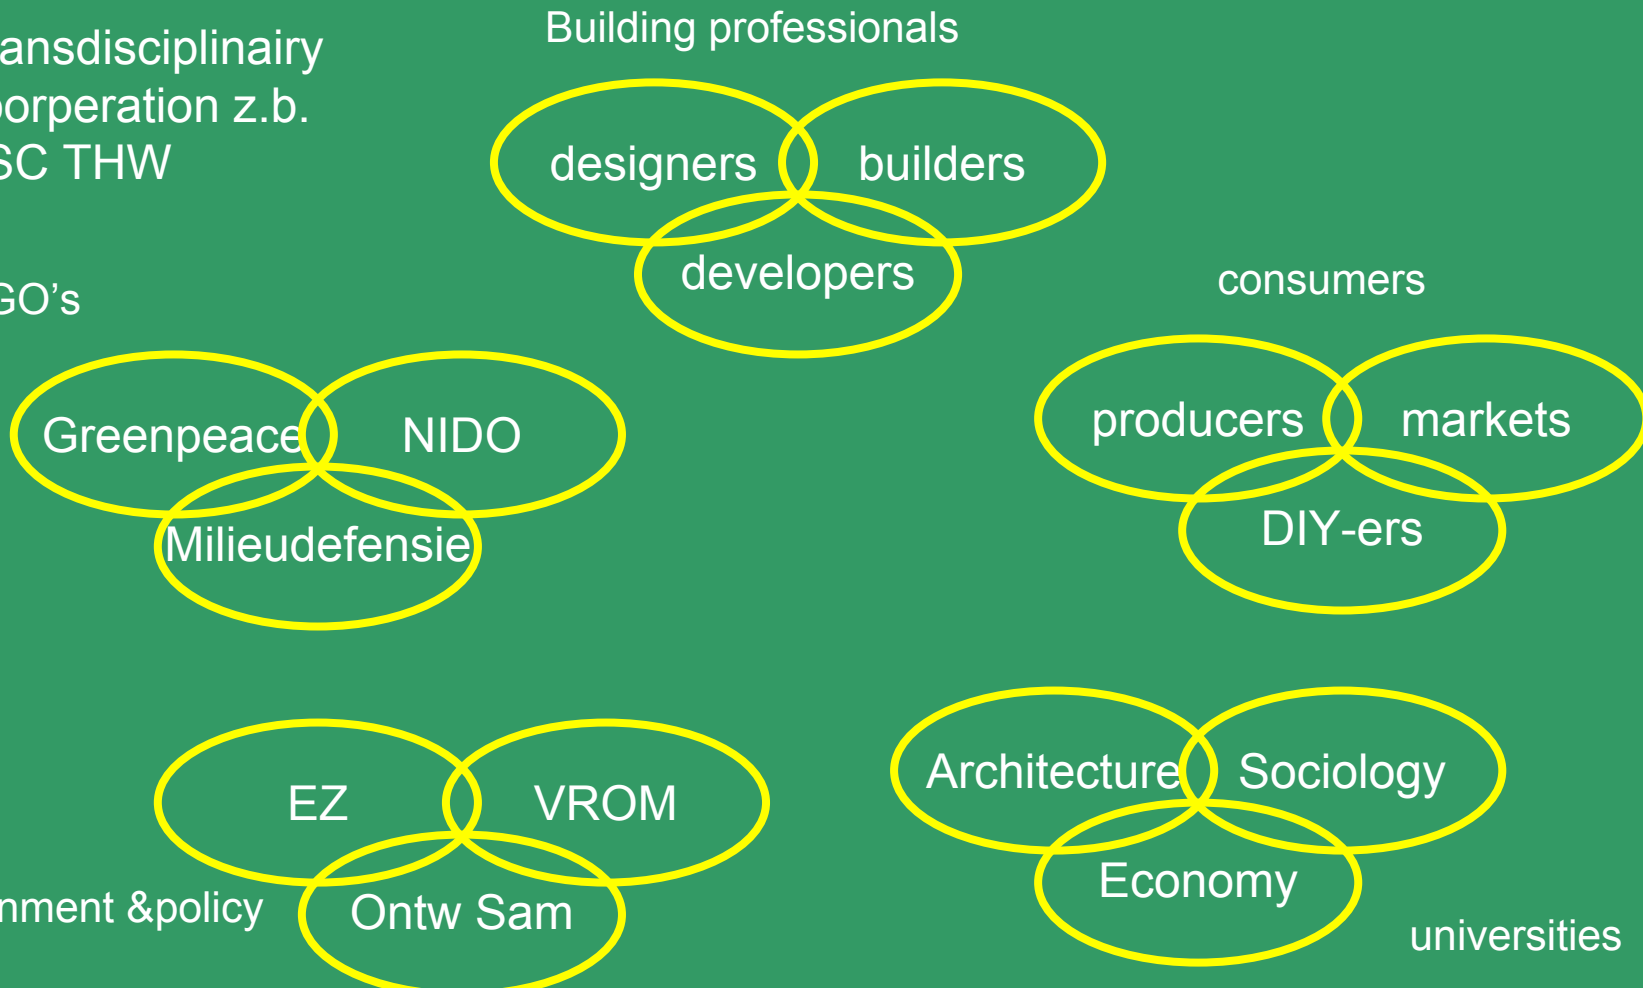 ansdisciplinairy
oorperation z.b.
SC THW
Building professionals
designers builders
developers
GO's
Greenpeace NIDO
Milieudefensie
consumers
producers markets
DIY-ers
EZ VROM
Ontw Sam
nment &policy
Architecture Sociology
Economy
universities